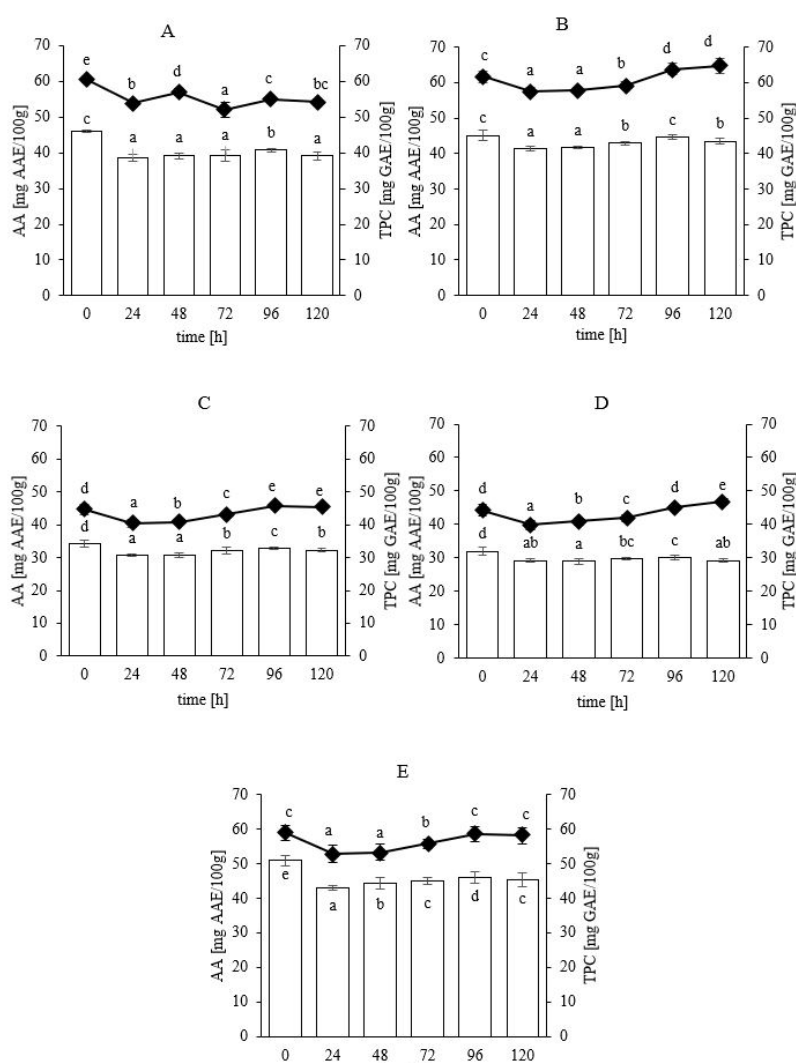 A
AA [mg AAE/100g]
70
60
50
40
30
20
10
0
e b d a c bc
c a a a b a
0 24 48 72 96 120
time [h]
70
60
50
40
30
20
10
0
TPC [mg GAE/100g]
B
AA [mg AAE/100g]
70
60
50
40
30
20
10
0
c a a b d d
c a a b c b
0 24 48 72 96 120
time [h]
70
60
50
40
30
20
10
0
TPC [mg GAE/100g]
C
AA [mg AAE/100g]
70
60
50
40
30
20
10
0
d a b c e e
d a a b c b
0 24 48 72 96 120
time [h]
70
60
50
40
30
20
10
0
TPC [mg GAE/100g]
D
AA [mg AAE/100g]
70
60
50
40
30
20
10
0
d a b c d e
d ab a bc c ab
0 24 48 72 96 120
time [h]
70
60
50
40
30
20
10
0
TPC [mg GAE/100g]
E
AA [mg AAE/100g]
70
60
50
40
30
20
10
0
c a a b c c
e a b c d c
0 24 48 72 96 120
time [h]
70
60
50
40
30
20
10
0
TPC [mg GAE/100g]